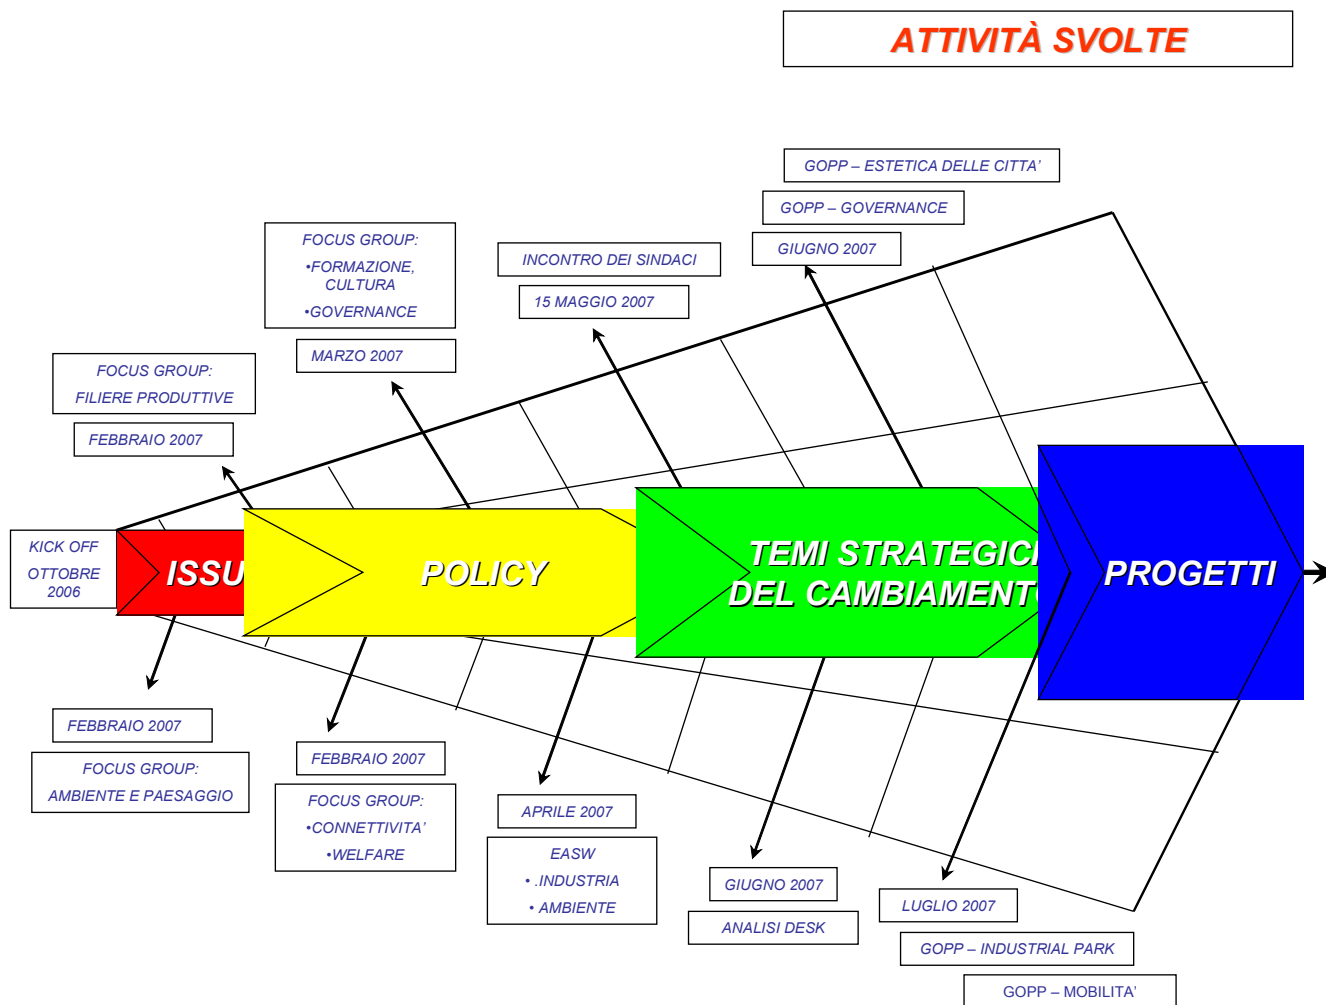 ATTIVITÀ SVOLTE
GOPP – ESTETICA DELLE CITTA’
GOPP – GOVERNANCE
GIUGNO 2007
FOCUS GROUP:
•FORMAZIONE,
CULTURA
•GOVERNANCE
MARZO 2007
INCONTRO DEI SINDACI
15 MAGGIO 2007
FOCUS GROUP:
FILIERE PRODUTTIVE
FEBBRAIO 2007
KICK OFF
OTTOBRE
2006
ISSU
POLICY
TEMI STRATEGICI
DEL CAMBIAMENTO
PROGETTI
FEBBRAIO 2007
FOCUS GROUP:
AMBIENTE E PAESAGGIO
FEBBRAIO 2007
FOCUS GROUP:
•CONNETTIVITA’
•WELFARE
APRILE 2007
EASW
• .INDUSTRIA
• AMBIENTE
GIUGNO 2007
ANALISI DESK
LUGLIO 2007
GOPP – INDUSTRIAL PARK
GOPP – MOBILITA’